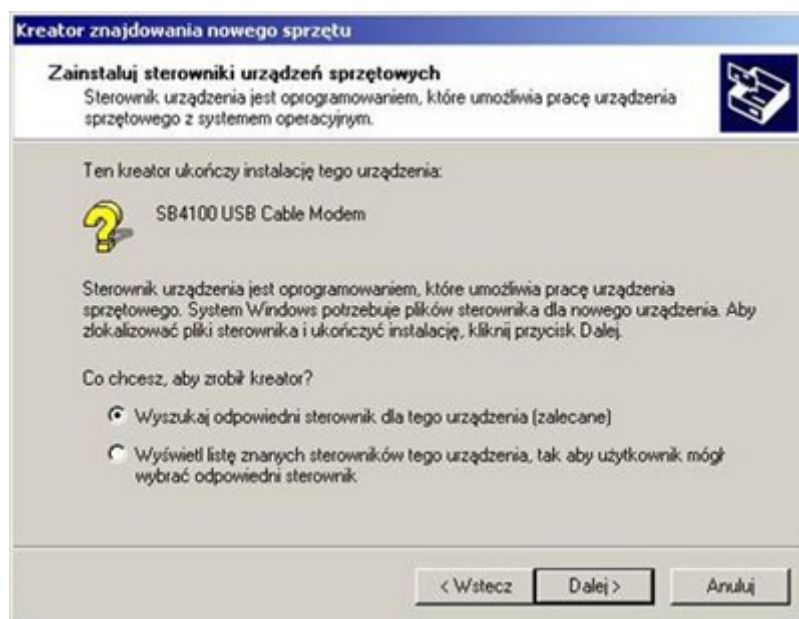 Kreator znajdowania nowego sprzętu
Zainstaluj sterowniki urządzeń sprzętowych
Sterownik urządzenia jest oprogramowaniem, które umożliwia pracę urządzenia
sprzętowego z systemem operacyjnym.
Ten kreator ukończy instalację tego urządzenia:
SB4100 USB Cable Modem
Sterownik urządzenia jest oprogramowaniem, które umożliwia pracę urządzenia
sprzętowego. System Windows potrzebuje plików sterownika dla nowego urządzenia. Aby
zlokalizować pliki sterownika i ukończyć instalację, kliknij przycisk Dalej.
Co chcesz, aby zrobił kreator?
Wyszukaj odpowiedni sterownik dla tego urządzenia (zalecane)
Wyświetl listę znanych sterowników tego urządzenia, tak aby użytkownik mógł
wybrać odpowiedni sterownik
< Wstecz Dalej > Anuluj